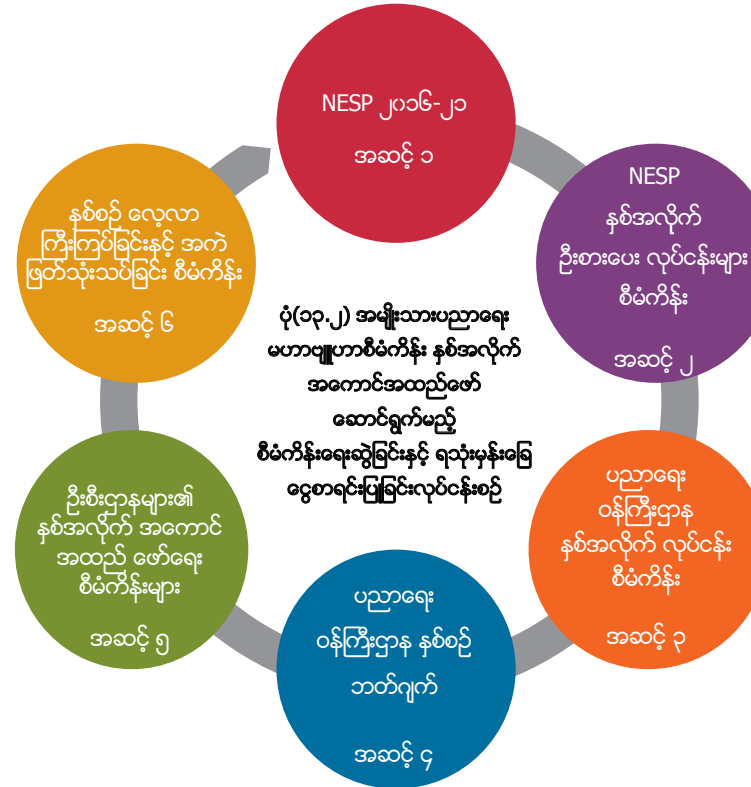 NESP ၂၀၁၆-၂၁
အဆင့် ၁
NESP
နှစ်အလိုက်
ဦးစားပေး လုပ်ငန်းများ
စီမံကိန်း
အဆင့် ၂
ပညာရေး
ဝန်ကြီးဌာန
နှစ်အလိုက် လုပ်ငန်း
စီမံကိန်း
အဆင့် ၃
ပညာရေး
ဝန်ကြီးဌာန နှစ်စဉ်
ဘတ်ဂျက်
အဆင့် ၄
ဦးစီးဌာနများ၏
နှစ်အလိုက် အကောင်
အထည် ဖော်ရေး
စီမံကိန်းများ
အဆင့် ၅
နှစ်စဉ် လေ့လာ
ကြီးကြပ်ခြင်းနှင့် အကဲ
ဖြတ်သုံးသပ်ခြင်း စီမံကိန်း
အဆင့် ၆
ပုံ(၁၃.၂) အမျိုးသားပညာရေး
မဟာဗျူဟာစီမံကိန်း နှစ်အလိုက်
အကောင်အထည်ဖော်
ဆောင်ရွက်မည့်
စီမံကိန်းရေးဆွဲခြင်းနှင့် ရသုံးမှန်းခြေ
ငွေစာရင်းပြုခြင်းလုပ်ငန်းစဉ်